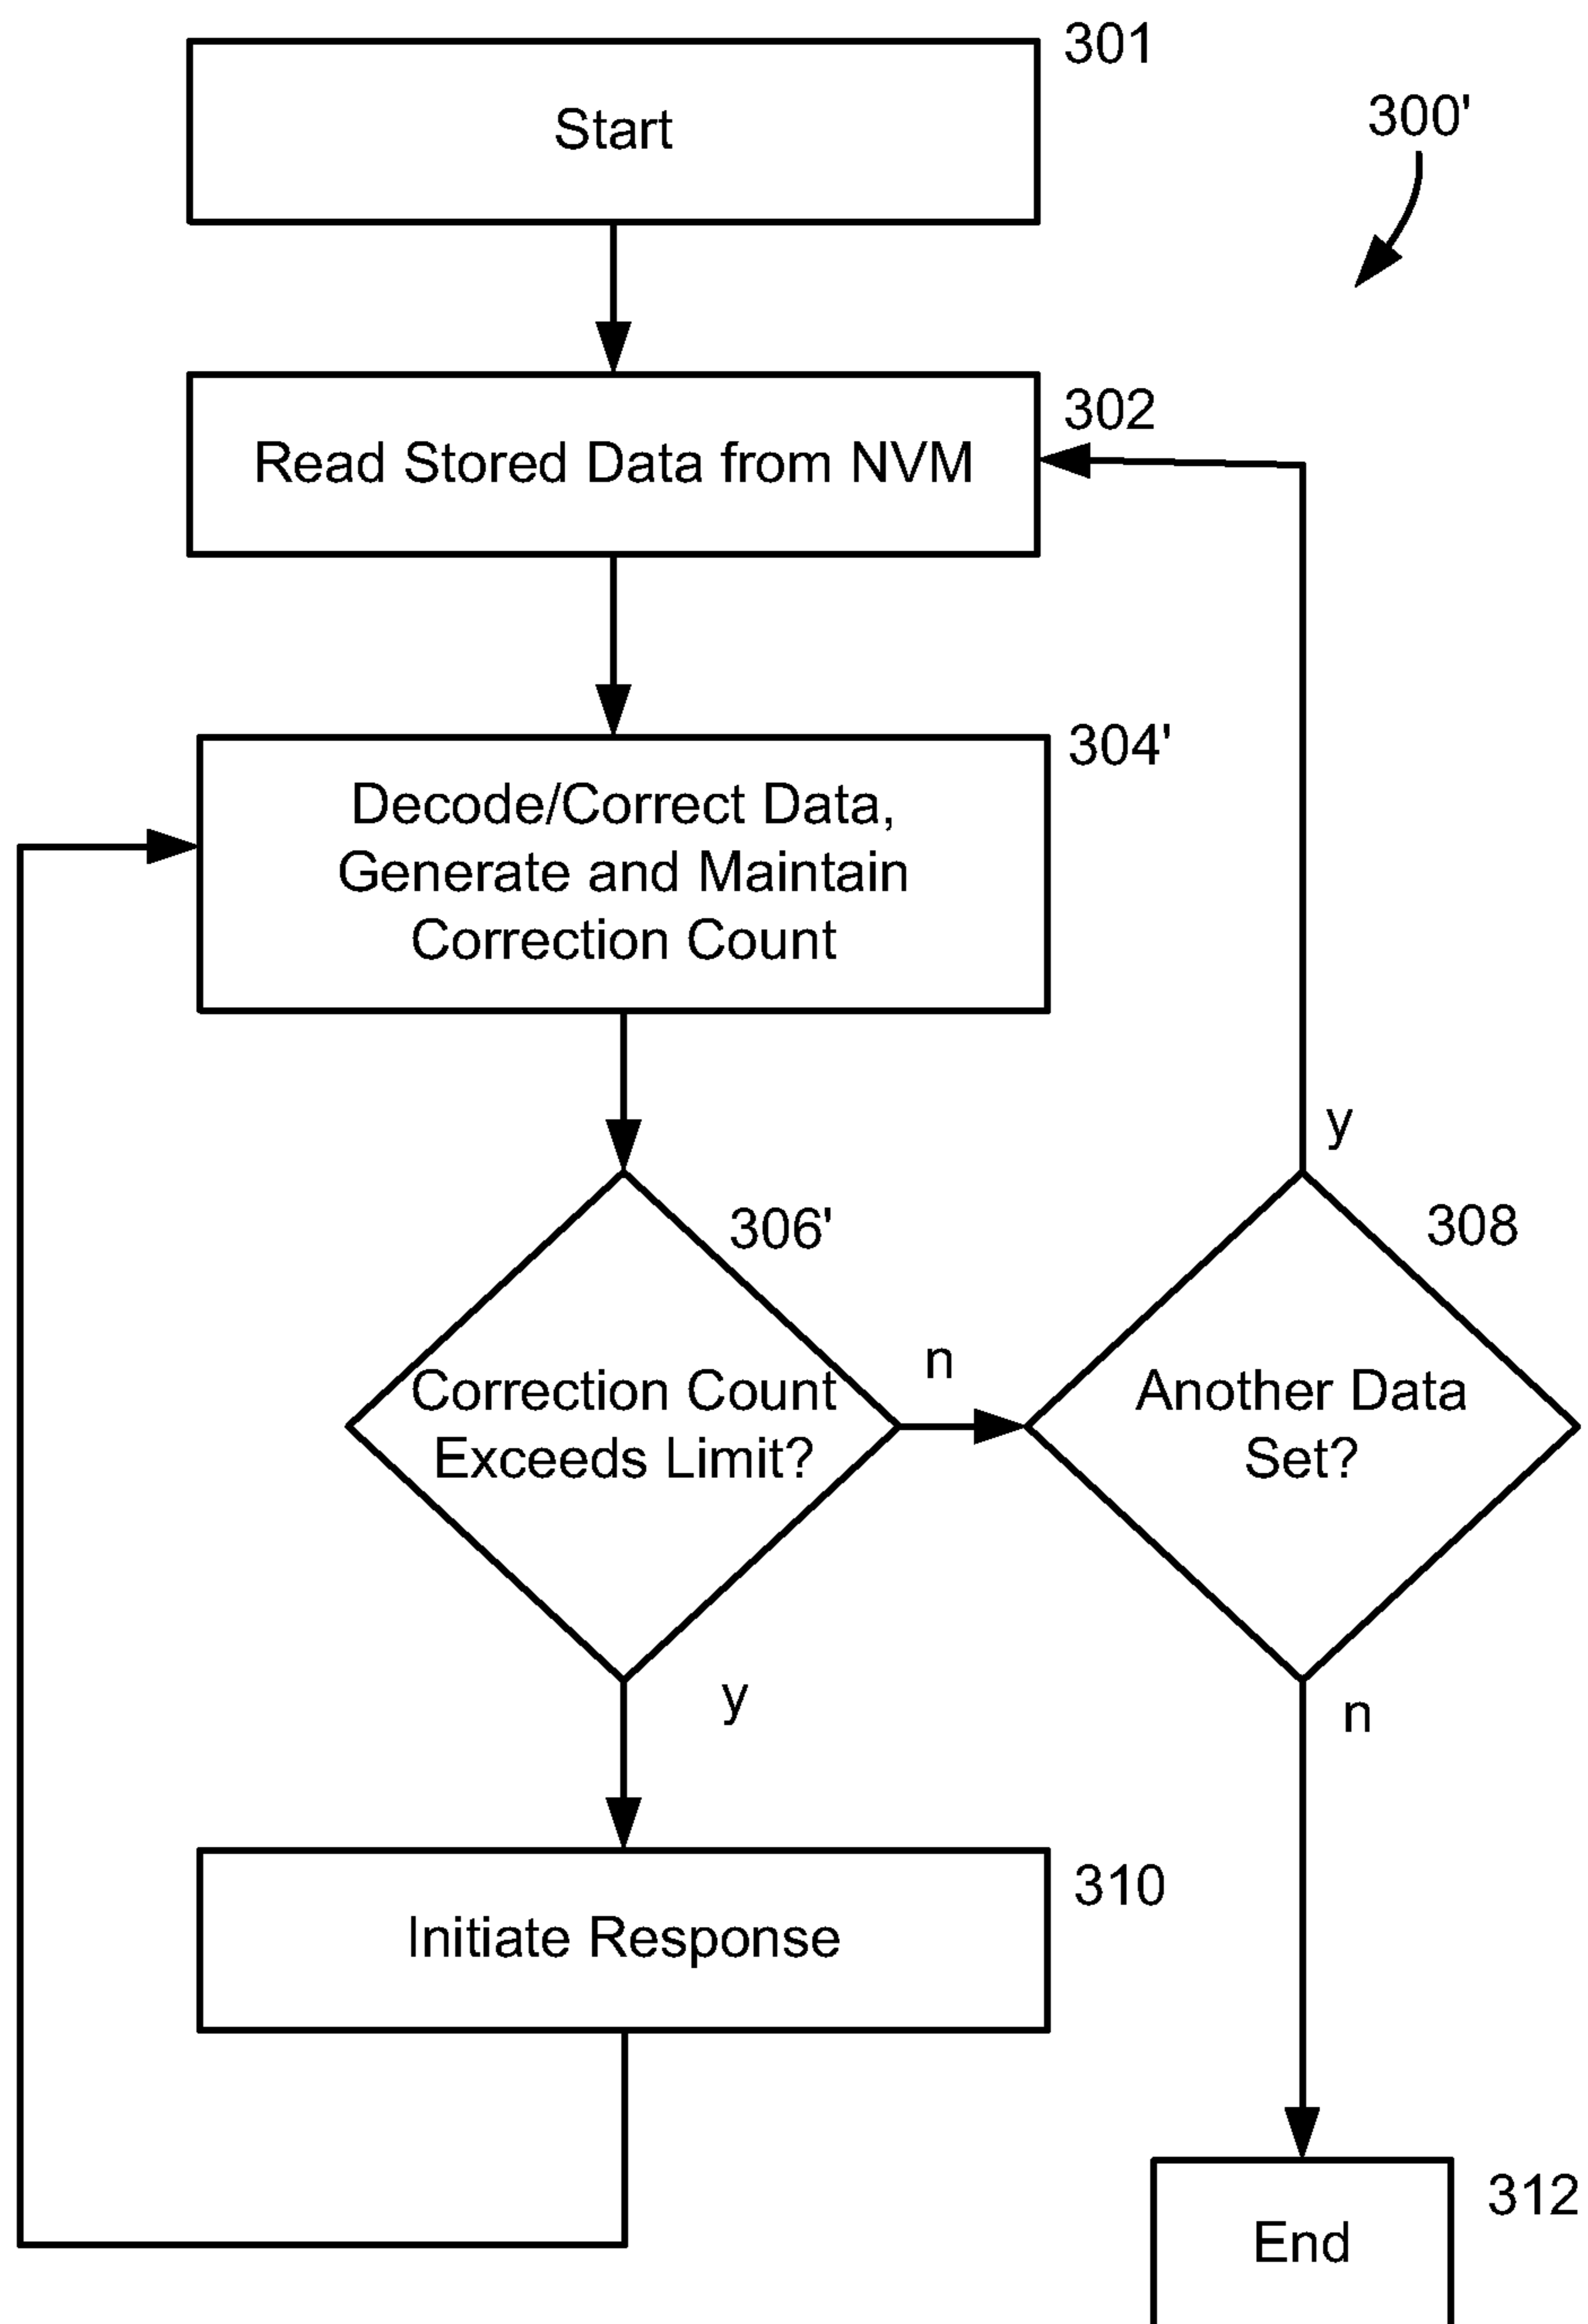 301
Start
300'
302
Read Stored Data from NVM
304'
Decode/Correct Data,
Generate and Maintain
Correction Count
y
306'
308
n
Correction Count
Exceeds Limit?
Another Data
Set?
y
n
310
Initiate Response
312
End